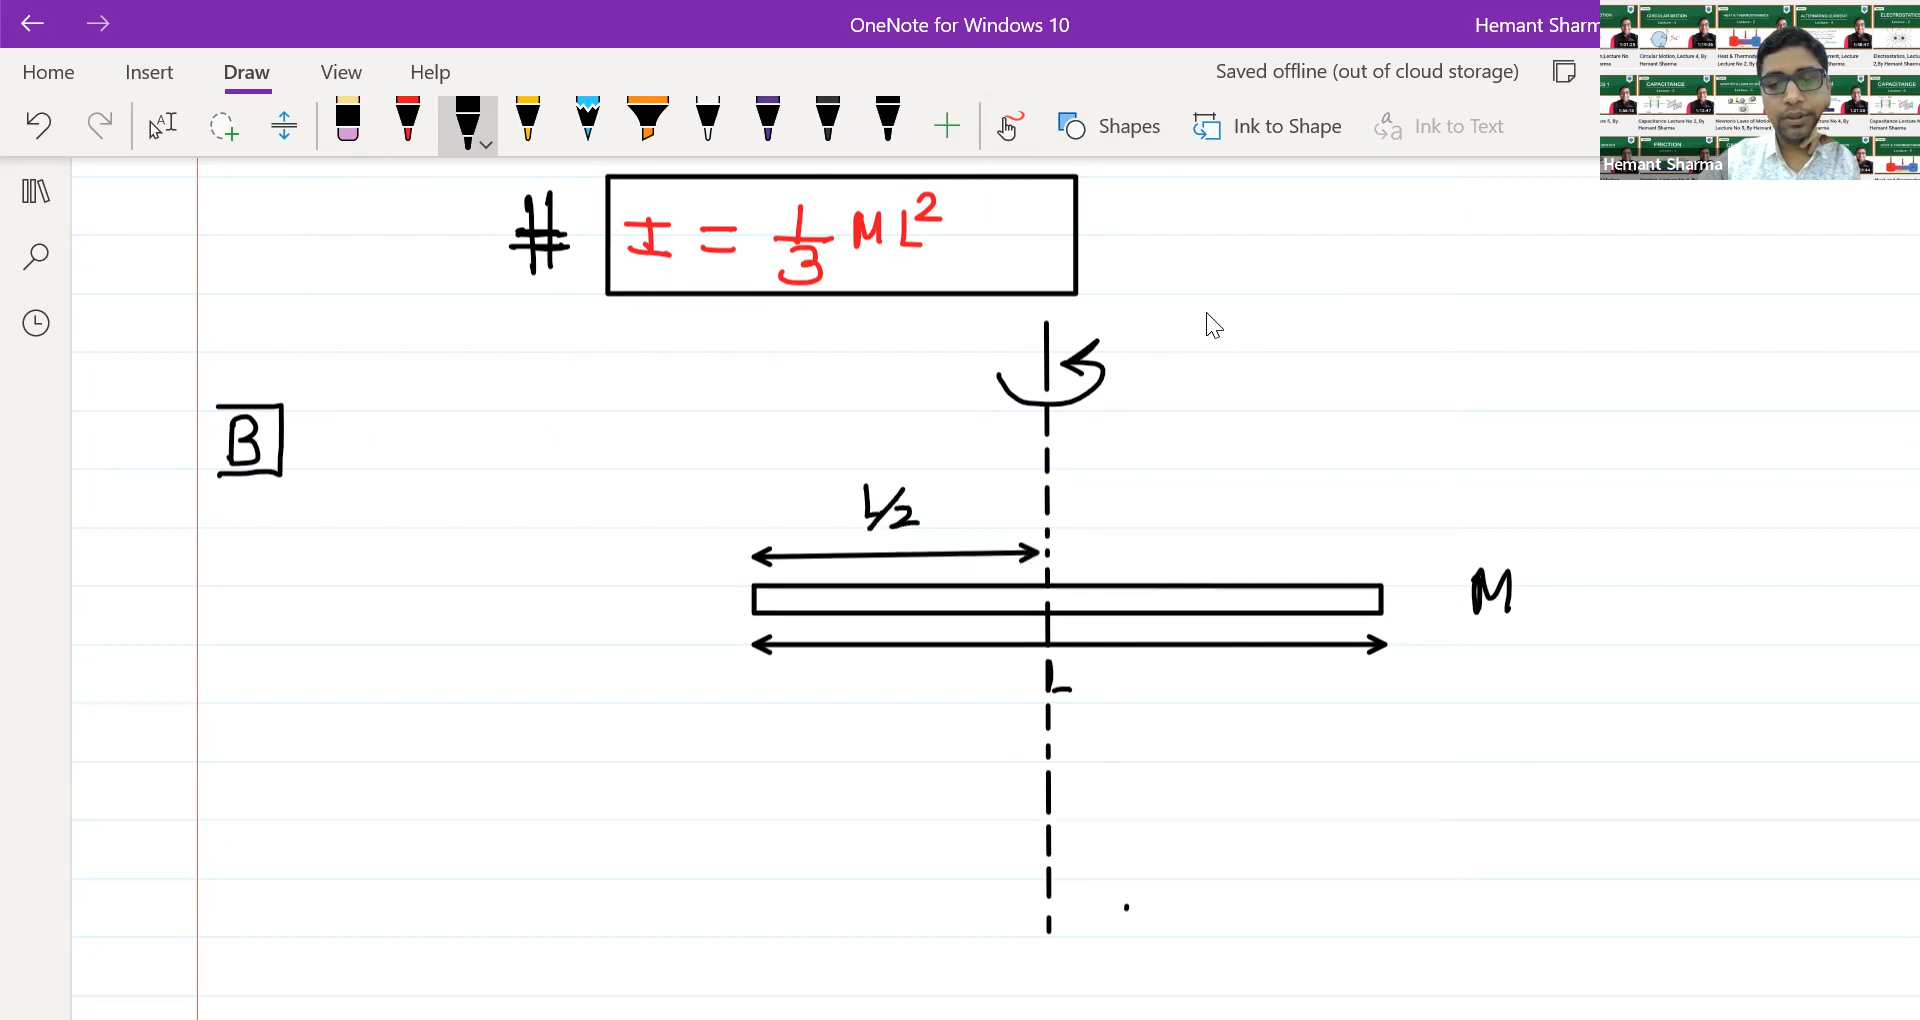 OneNote for Windows 10
Hemant Sharm
Home Insert Draw View Help
Saved offline (out of cloud storage)
Shapes
Ink to Shape
Ink to Text
Hemant Sharma
# I = 1/3 ML²
B
L/2
M
L